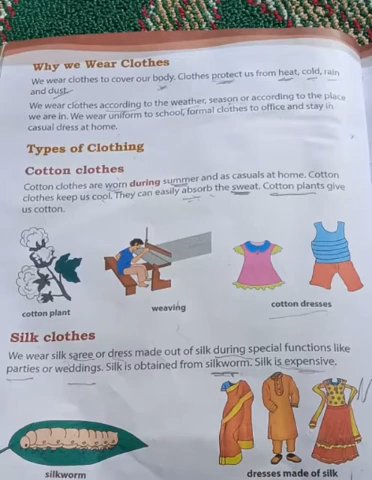 Why we Wear Clothes
We wear clothes to cover our body. Clothes protect us from heat, cold, rain
and dust.
We wear clothes according to the weather, season or according to the place
we are in. We wear uniform to school, formal clothes to office and stay in
casual dress at home.
Types of Clothing
Cotton clothes
Cotton clothes are worn during summer and as casuals at home. Cotton
clothes keep us cool. They can easily absorb the sweat. Cotton plants give
us cotton.
cotton plant
weaving
cotton dresses
Silk clothes
We wear silk saree or dress made out of silk during special functions like
parties or weddings. Silk is obtained from silkworm. Silk is expensive.
silkworm
dresses made of silk